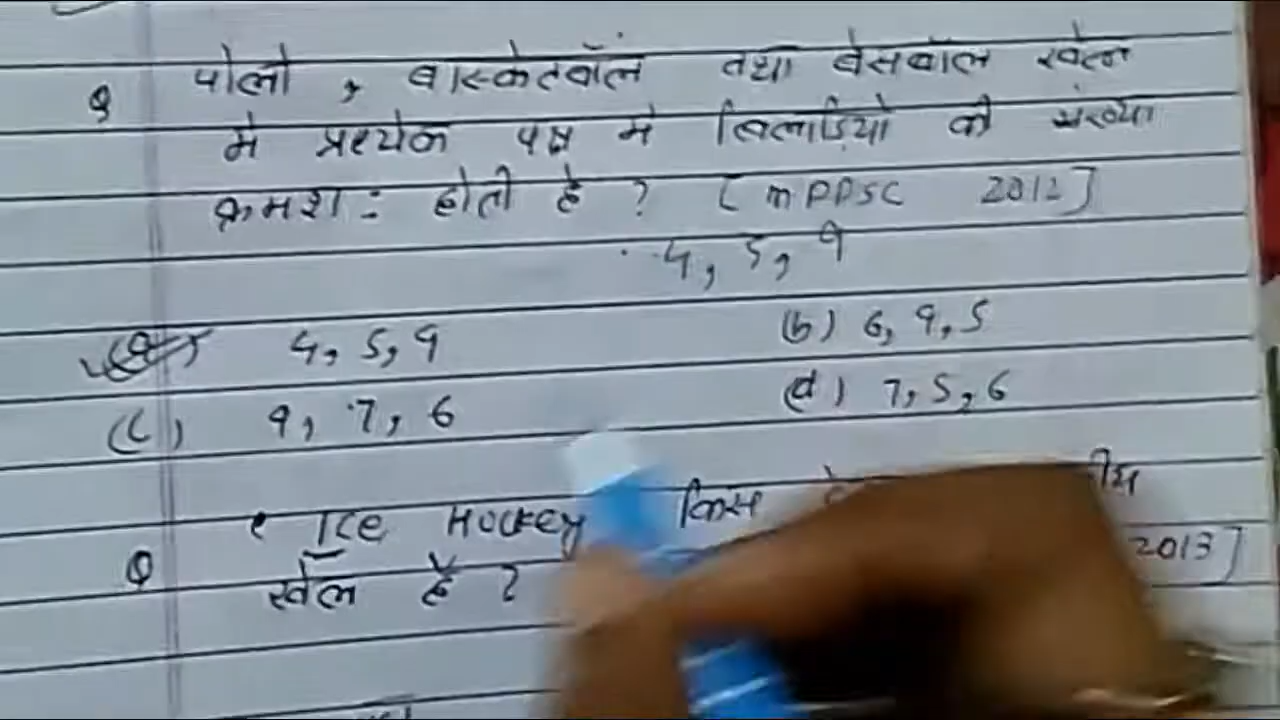 Q पोलो , बास्केटबॉल तथा बेसबॉल खेल
मे प्रत्येक पक्ष मे खिलाड़ियो की संख्या
क्रमश: होती है ? [MPPSC 2012]
4, 5, 9
(a) 4, 5, 9 (b) 6, 9, 5
(c) 9, 7, 6 (d) 7, 5, 6
Q Ice Hockey किस
खेल है ? 2013]